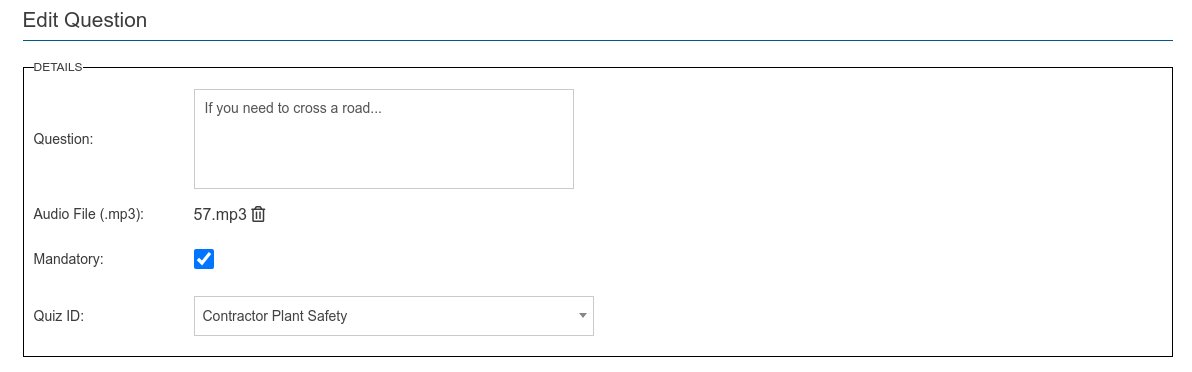 Edit Question
DETAILS
Question:
If you need to cross a road...
Audio File (.mp3):
57.mp3
Mandatory:
Quiz ID:
Contractor Plant Safety